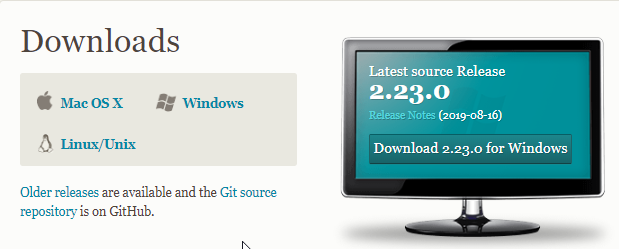 Downloads
Mac OS X
Windows
Linux/Unix
Older releases are available and the Git source
repository is on GitHub.
Latest source Release
2.23.0
Release Notes (2019-08-16)
Download 2.23.0 for Windows